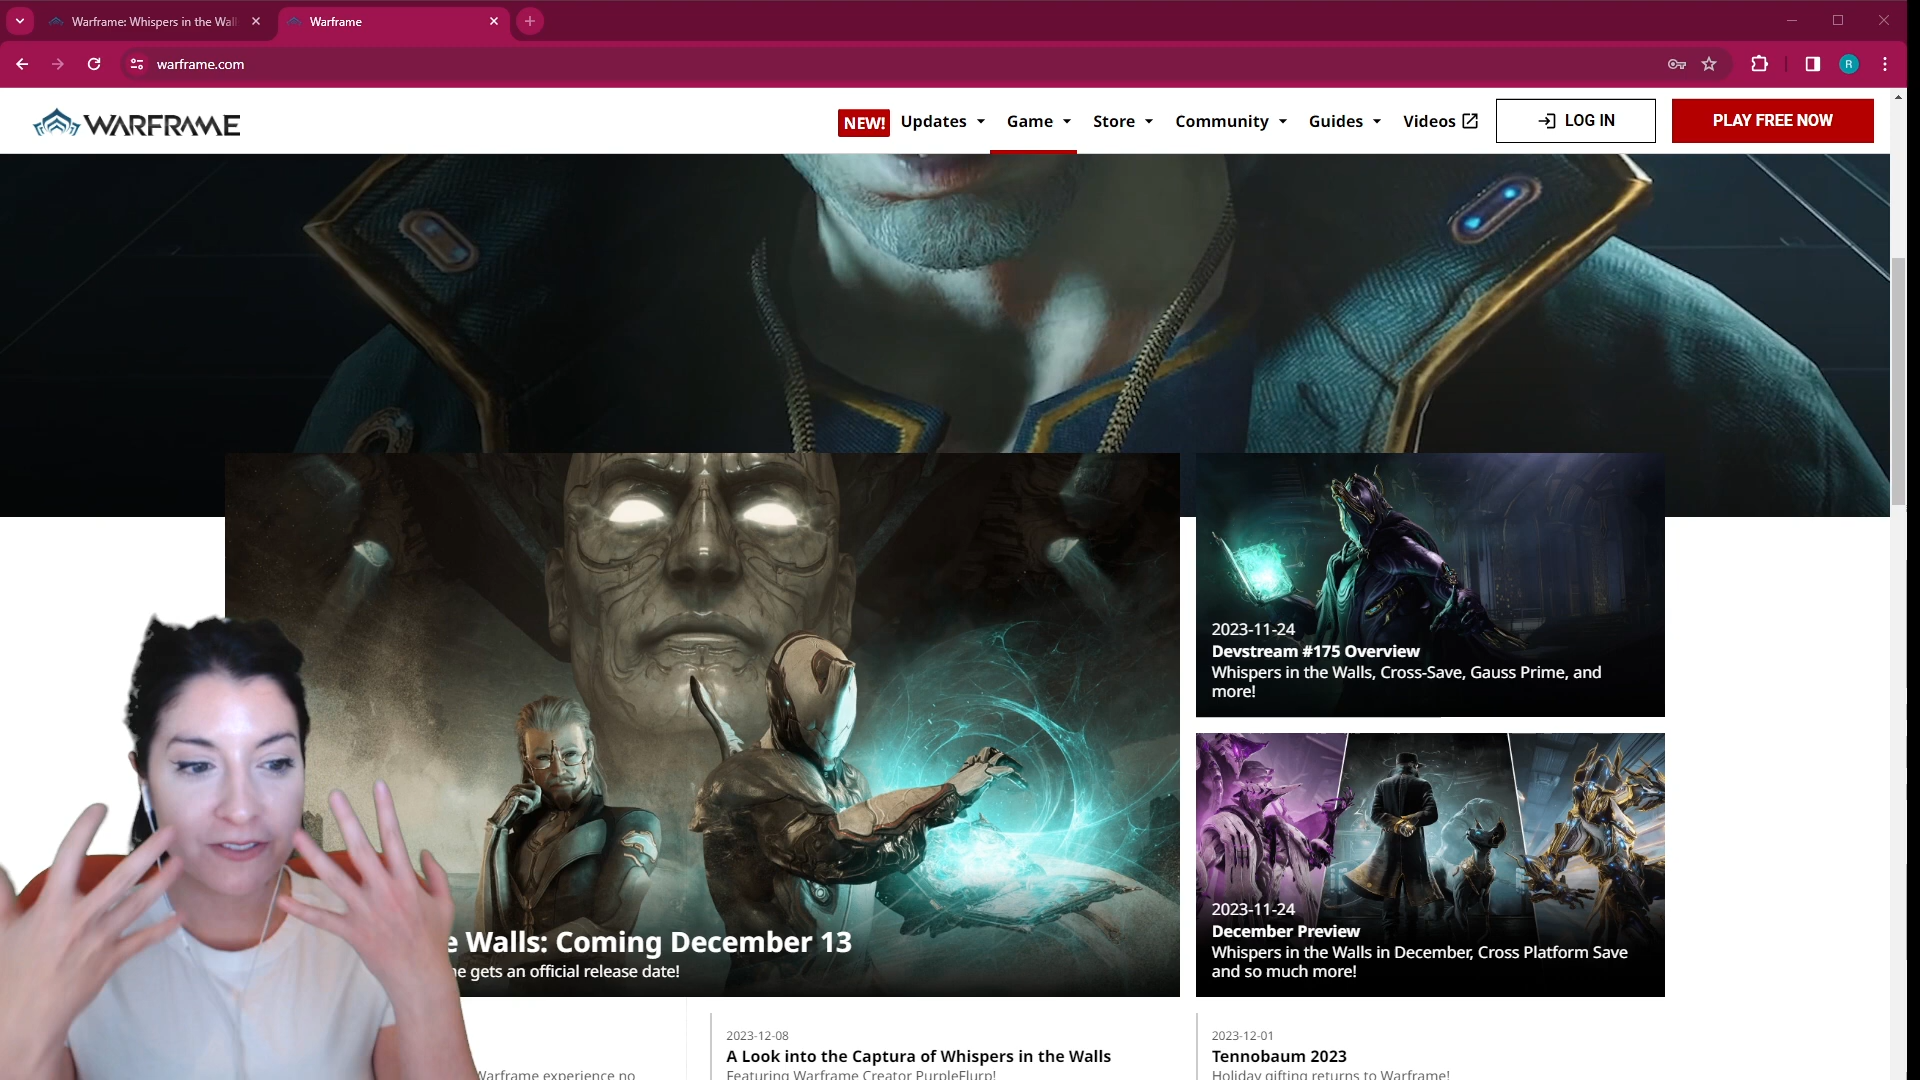 Warframe: Whispers in the Wal
Warframe
warframe.com
R
WARFRAME
NEW!
Updates
Game
Store
Community
Guides
Videos
LOG IN
PLAY FREE NOW
2023-11-24
Devstream #175 Overview
Whispers in the Walls, Cross-Save, Gauss Prime, and
more!
e Walls: Coming December 13
ne gets an official release date!
2023-11-24
December Preview
Whispers in the Walls in December, Cross Platform Save
and so much more!
Warframe experience no
2023-12-08
A Look into the Captura of Whispers in the Walls
Featuring Warframe Creator PurpleFlurp!
2023-12-01
Tennobaum 2023
Holiday gifting returns to Warframe!